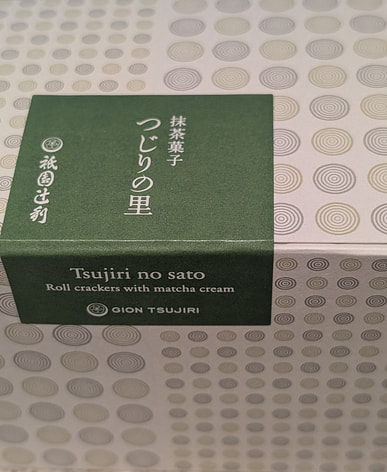 抹茶菓子
つじりの里
祇園辻利
Tsujiri no sato
Roll crackers with matcha cream
GION TSUJIRI